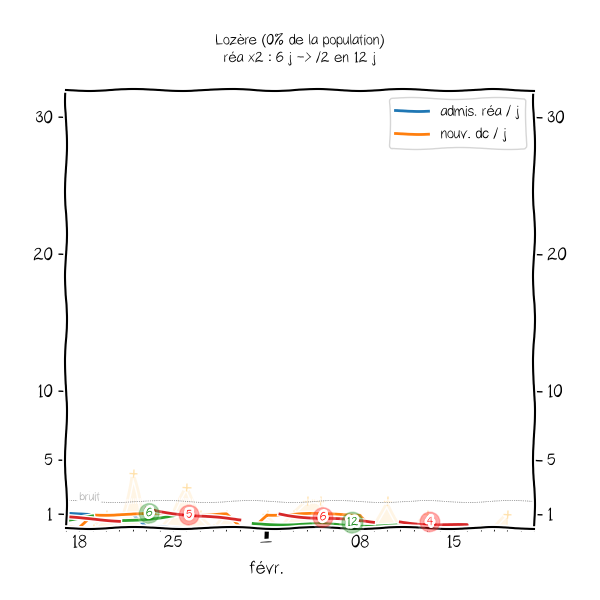 Lozère (0% de la population)
réa x2 : 6 j -> /2 en 12 j
admis. réa / j
nouv. dc / j
30 30
20 20
10 10
5 5
bruit
1 1
6 5 6 12 4
18 25 08 15
févr.